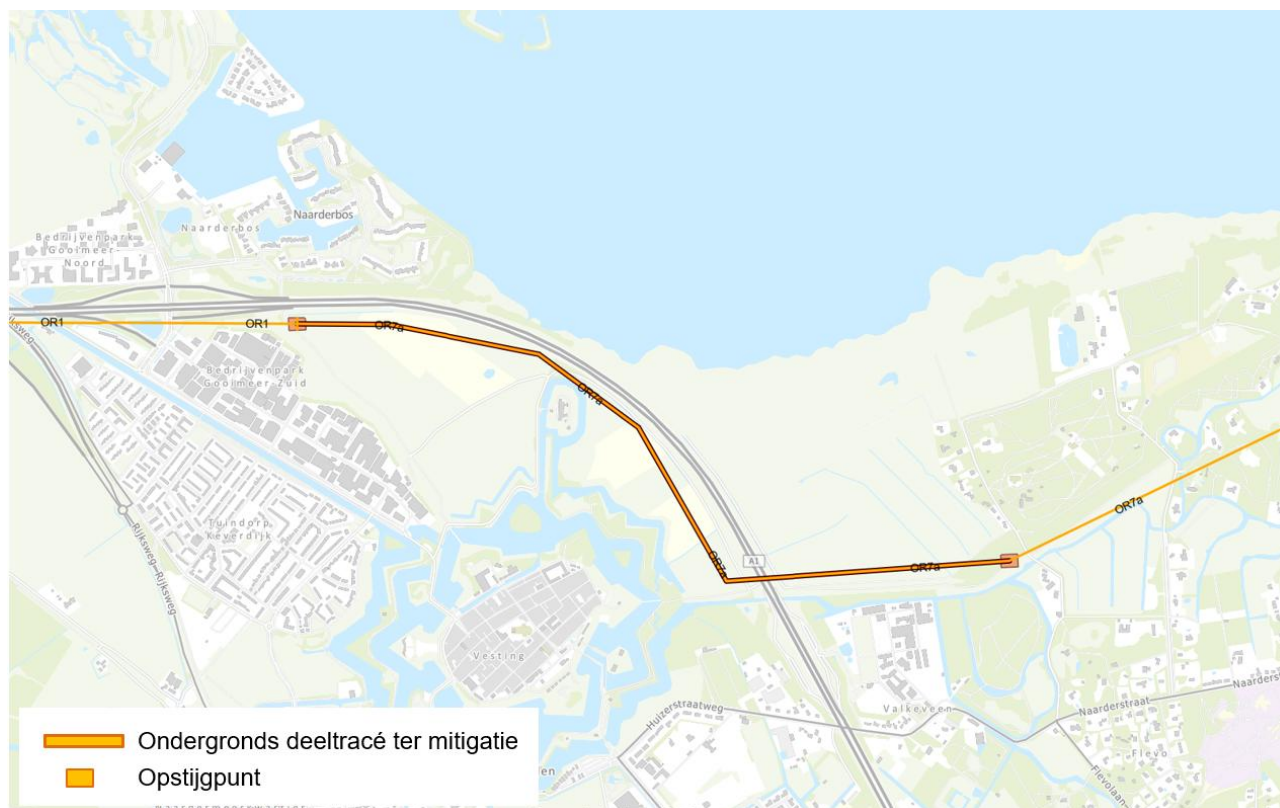 Naarderbos
Naarderbos
Bedrijvenpark
Gooimeer-
Noord
OR1
OR1
OR7a
Rijksweg
Bedrijvenpark
Gooimeer Zuid
OR7a
OR7a
Tuindorp
Keverdijk
Rijksweg
Rijksweg
OR7a
A1
OR7a
Vesting
Huizerstraatweg
Valkeveen
Naarderstraat
Flevo
Flevolaan
Ondergronds deeltracé ter mitigatie
Opstijgpunt